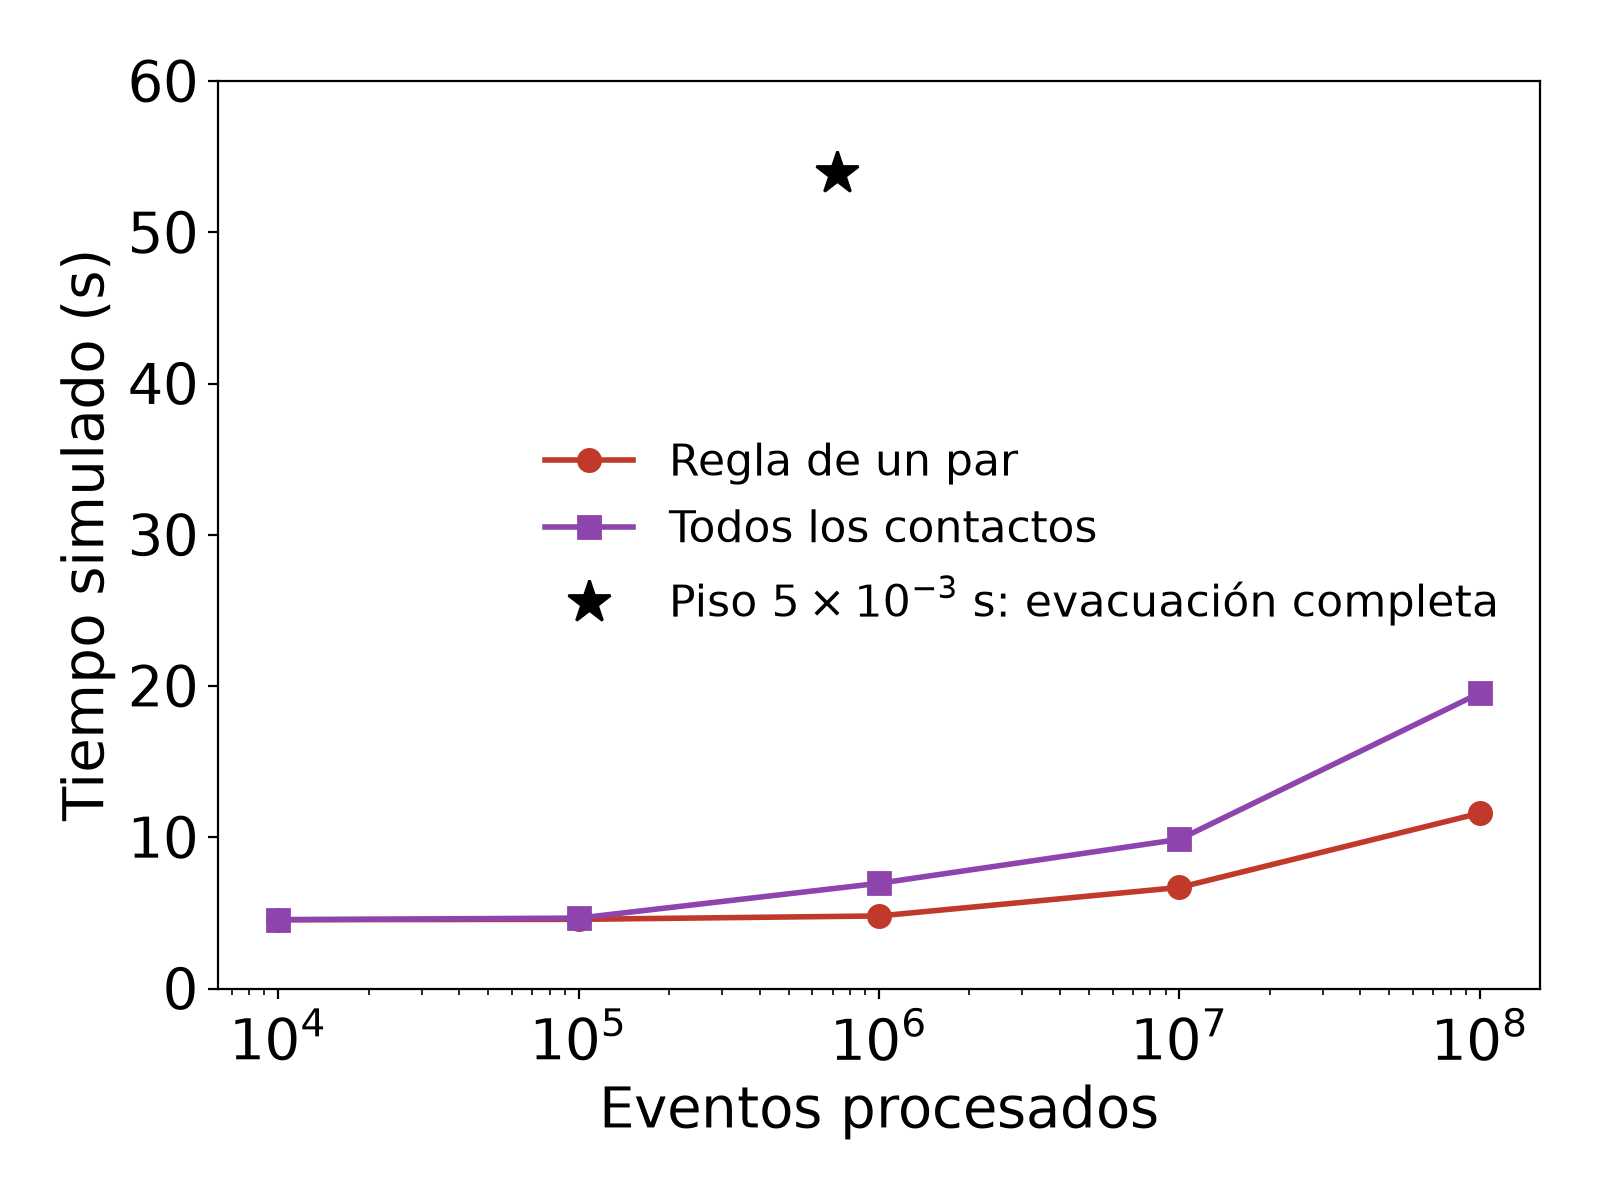 60
50
40
30
20
10
0
Tiempo simulado (s)
Regla de un par
Todos los contactos
Piso 5 × 10⁻³ s: evacuación completa
10⁴ 10⁵ 10⁶ 10⁷ 10⁸
Eventos procesados